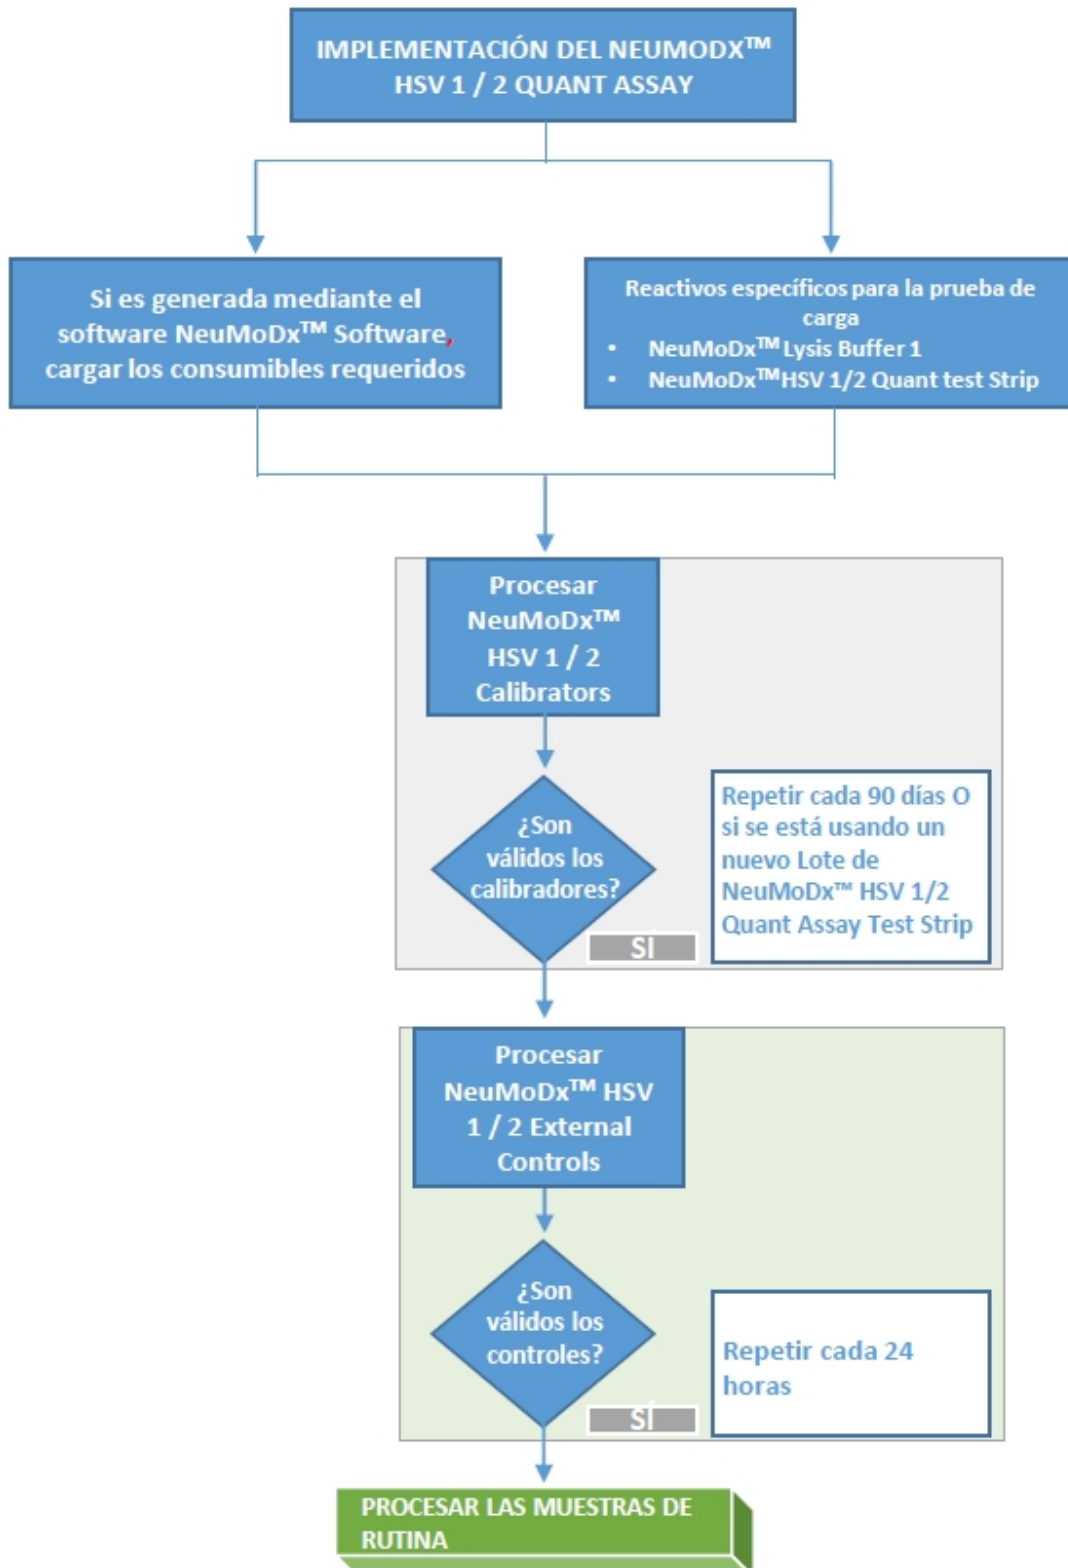 IMPLEMENTACIÓN DEL NEUMODX™
HSV 1 / 2 QUANT ASSAY
Si es generada mediante el
software NeuMoDx™ Software,
cargar los consumibles requeridos
Reactivos específicos para la prueba de
carga
• NeuMoDx™ Lysis Buffer 1
• NeuMoDx™HSV 1/2 Quant test Strip
Procesar
NeuMoDx™
HSV 1 / 2
Calibrators
¿Son
válidos los
calibradores?
SÍ
Repetir cada 90 días O
si se está usando un
nuevo Lote de
NeuMoDx™ HSV 1/2
Quant Assay Test Strip
Procesar
NeuMoDx™ HSV
1 / 2 External
Controls
¿Son
válidos los
controles?
SÍ
Repetir cada 24
horas
PROCESAR LAS MUESTRAS DE
RUTINA